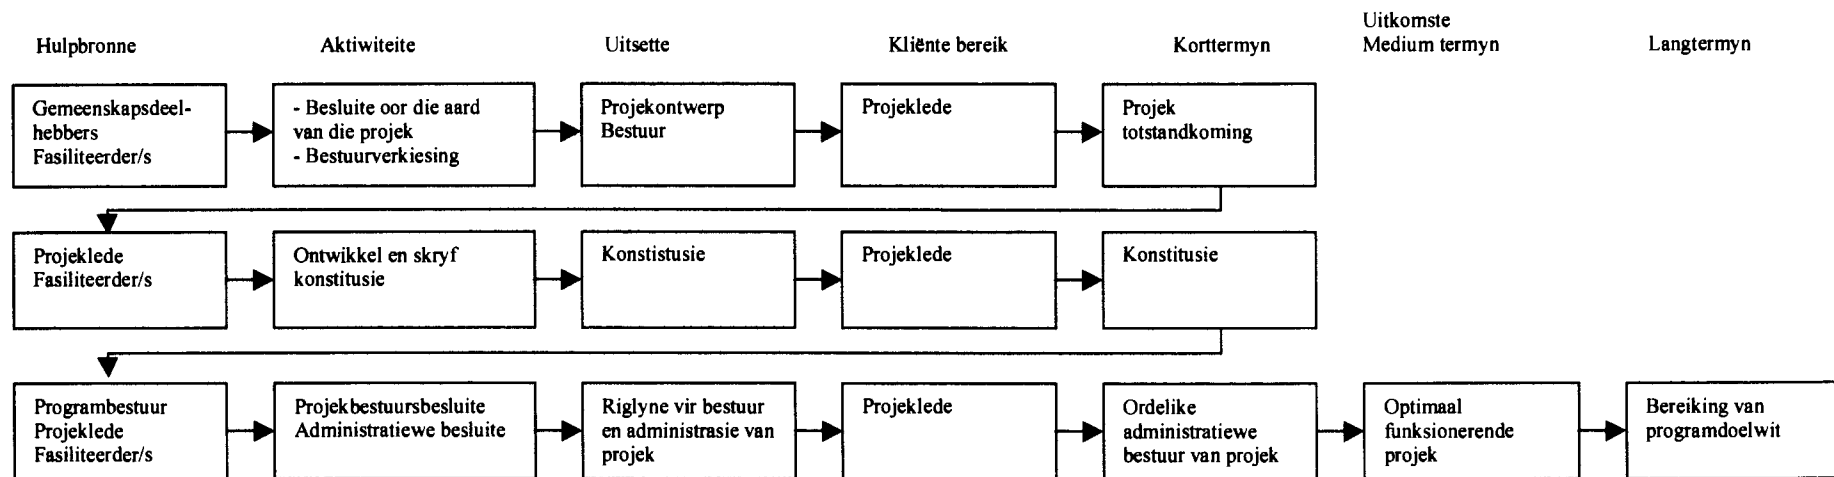 Hulpbronne
Aktiwiteite
Uitsette
Kliënte bereik
Korttermyn
Uitkomste
Medium termyn
Langtermyn
Gemeenskapsdeel-
hebbers
Fasiliteerder/s
- Besluite oor die aard
van die projek
- Bestuurverkiesing
Projekontwerp
Bestuur
Projeklede
Projek
totstandkoming
Projeklede
Fasiliteerder/s
Ontwikkel en skryf
konstitusie
Konstistusie
Projeklede
Konstitusie
Programbestuur
Projeklede
Fasiliteerder/s
Projekbestuursbesluite
Administratiewe besluite
Riglyne vir bestuur
en administrasie van
projek
Projeklede
Ordelike
administratiewe
bestuur van projek
Optimaal
funksionerende
projek
Bereiking van
programdoelwit